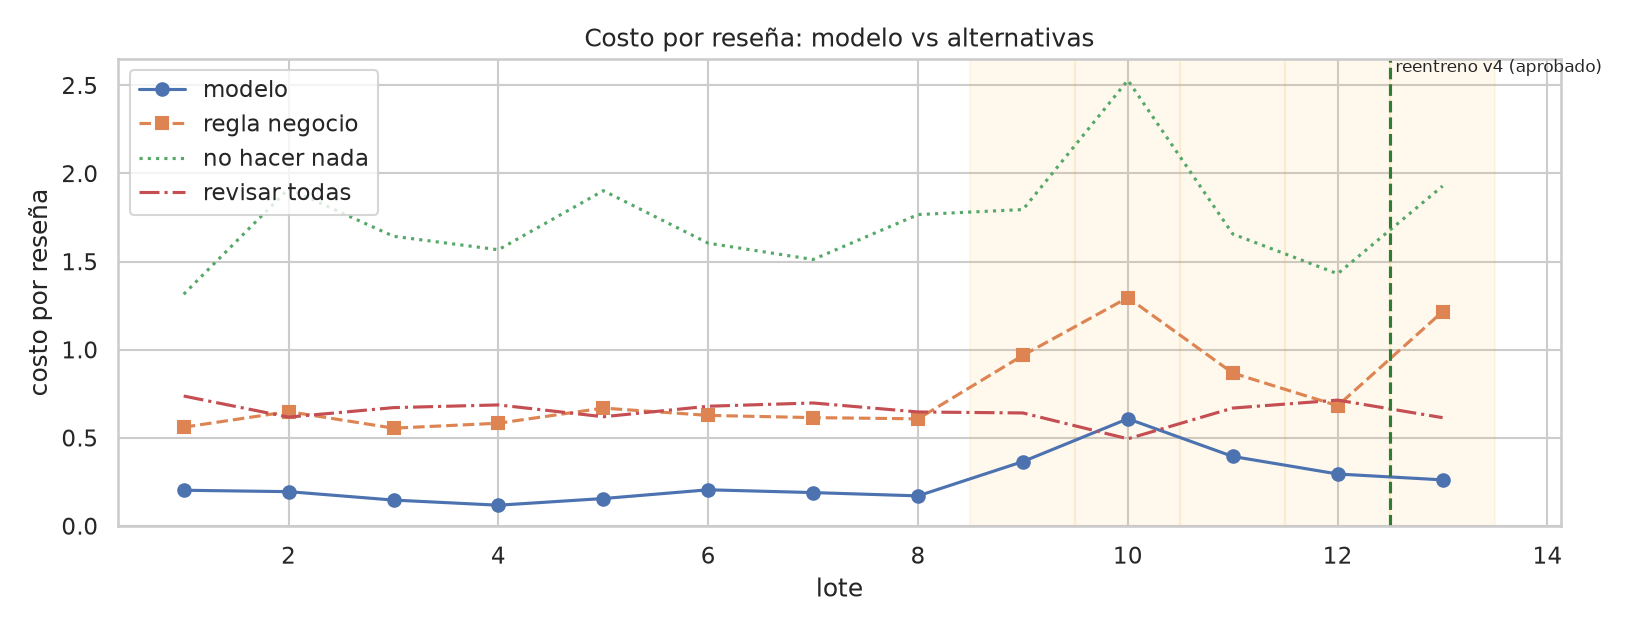 Costo por reseña: modelo vs alternativas
reentreno v4 (aprobado)
modelo
regla negocio
no hacer nada
revisar todas
costo por reseña
2.5
2.0
1.5
1.0
0.5
0.0
2
4
6
8
10
12
14
lote